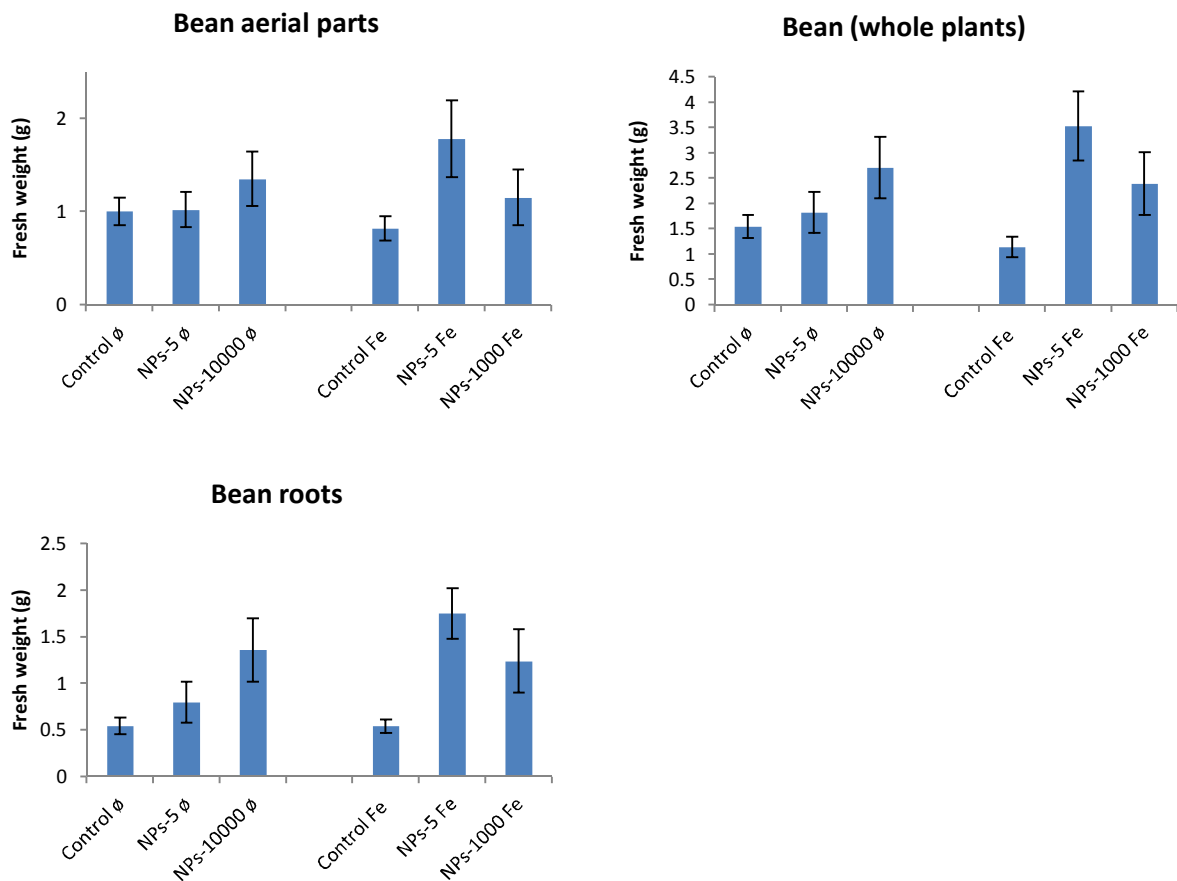 Bean aerial parts
Fresh weight (g)
2
1
0
Control ø
NPs-5 ø
NPs-10000 ø
Control Fe
NPs-5 Fe
NPs-1000 Fe
Bean (whole plants)
Fresh weight (g)
4.5
4
3.5
3
2.5
2
1.5
1
0.5
0
Control ø
NPs-5 ø
NPs-10000 ø
Control Fe
NPs-5 Fe
NPs-1000 Fe
Bean roots
Fresh weight (g)
2.5
2
1.5
1
0.5
0
Control ø
NPs-5 ø
NPs-10000 ø
Control Fe
NPs-5 Fe
NPs-1000 Fe